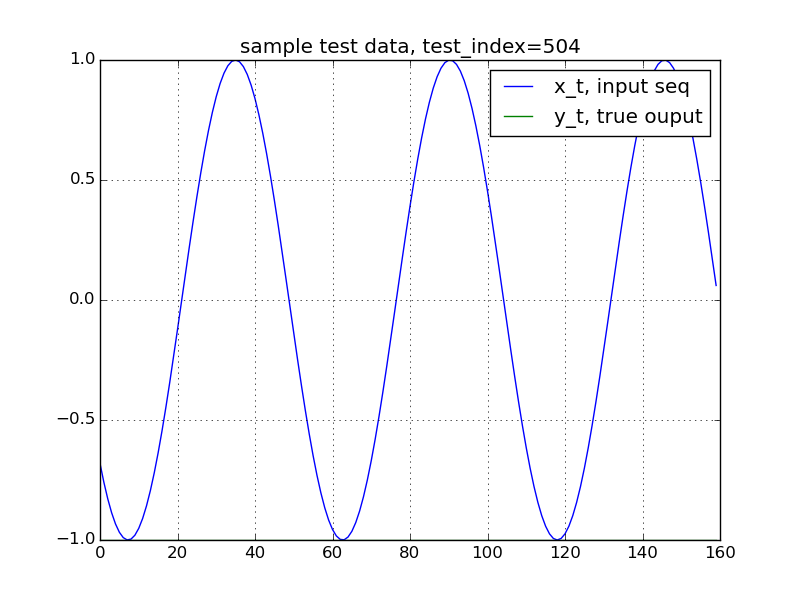 sample test data, test_index=504
x_t, input seq
y_t, true ouput
1.0
0.5
0.0
−0.5
−1.0
0 20 40 60 80 100 120 140 160